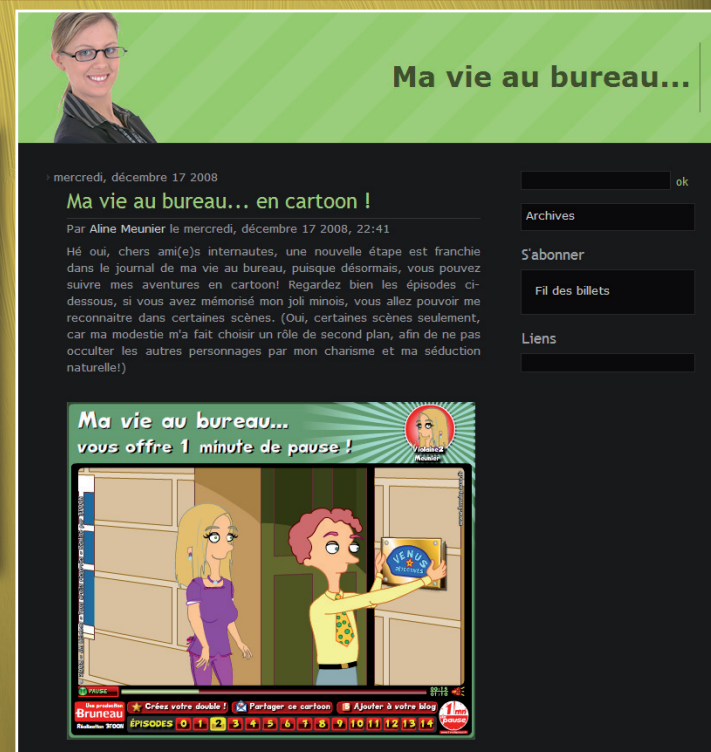 Ma vie au bureau...
mercredi, décembre 17 2008
Ma vie au bureau... en cartoon !
Par Aline Meunier le mercredi, décembre 17 2008, 22:41
Hé oui, chers ami(e)s internautes, une nouvelle étape est franchie
dans le journal de ma vie au bureau, puisque désormais, vous pouvez
suivre mes aventures en cartoon! Regardez bien les épisodes ci-
dessous, si vous avez mémorisé mon joli minois, vous allez pouvoir me
reconnaitre dans certaines scènes. (Oui, certaines scènes seulement,
car ma modestie m'a fait choisir un rôle de second plan, afin de ne pas
occulter les autres personnages par mon charisme et ma séduction
naturelle!)
ok
Archives
S'abonner
Fil des billets
Liens
Ma vie au bureau...
vous offre 1 minute de pause !
Meunier
VENUS
DÉTECTIVES
PAUSE
Une production
Bruneau
Réalisation
Créez votre double !
Partager ce cartoon
Ajouter à votre blog
ÉPISODES 0 1 2 3 4 5 6 7 8 9 10 11 12 13 14
1 mn
pause